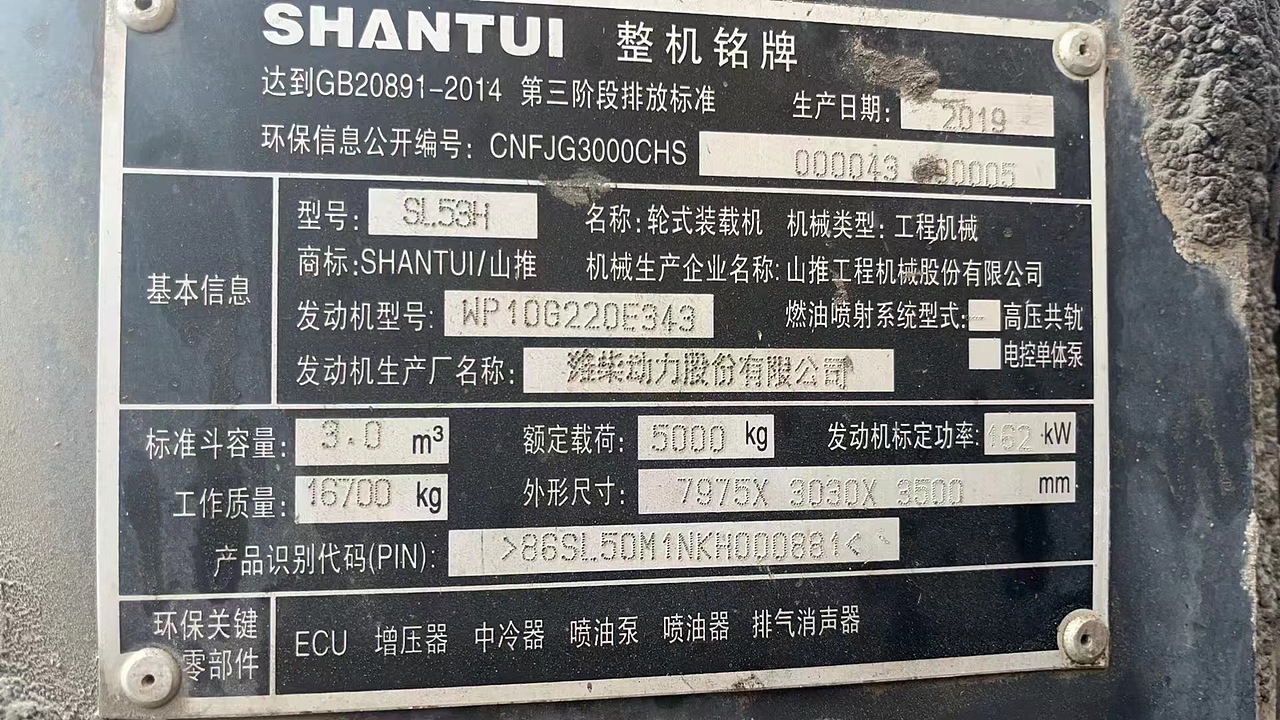 SHANTUI 整机铭牌
达到GB20891-2014 第三阶段排放标准 生产日期: 2019
环保信息公开编号: CNFJG3000CHS 000043 0005
基本信息
型号: SL53H 名称: 轮式装载机 机械类型: 工程机械
商标:SHANTUI/山推 机械生产企业名称: 山推工程机械股份有限公司
发动机型号: WP10G220E343 燃油喷射系统型式: 高压共轨
电控单体泵
发动机生产厂名称: 潍柴动力股份有限公司
标准斗容量: 3.0 m³ 额定载荷: 5000 kg 发动机标定功率: 162 kW
工作质量: 16700 kg 外形尺寸: 7975X 3030X 3500 mm
产品识别代码(PIN): >86SL50M1NKH000881<
环保关键
零部件
ECU 增压器 中冷器 喷油泵 喷油器 排气消声器